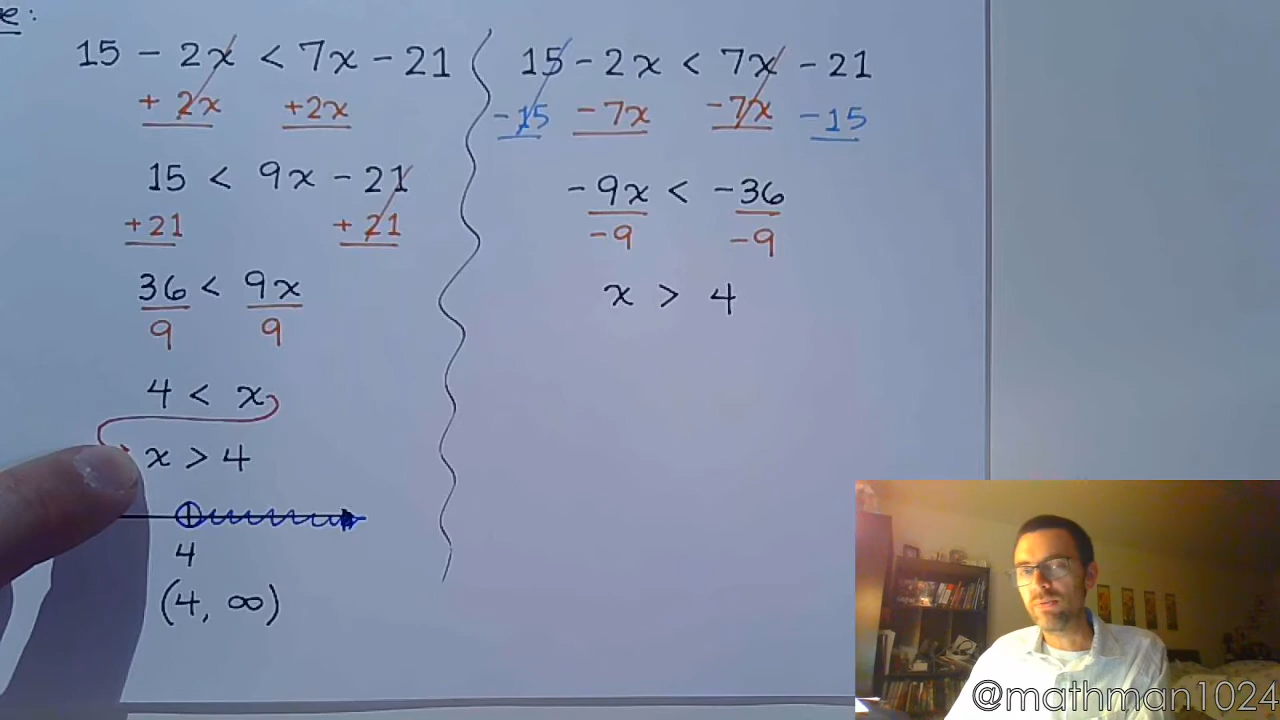 e:
15 - 2x < 7x - 21
+ 2x +2x
15 < 9x - 21
+21 + 21
36 < 9x
9 9
4 < x
x > 4
4
(4, ∞)
15 - 2x < 7x - 21
-15 -7x -7x -15
-9x < -36
-9 -9
x > 4
@mathman1024